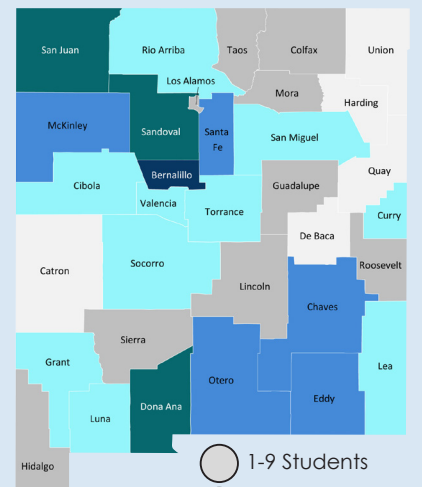 San Juan
Rio Arriba
Taos
Colfax
Union
Los Alamos
Mora
Harding
McKinley
Sandoval
Santa
Fe
San Miguel
Quay
Bernalillo
Cibola
Guadalupe
Valencia
Torrance
Curry
De Baca
Catron
Socorro
Roosevelt
Lincoln
Chaves
Sierra
Grant
Otero
Lea
Eddy
Dona Ana
Luna
Hidalgo
1-9 Students